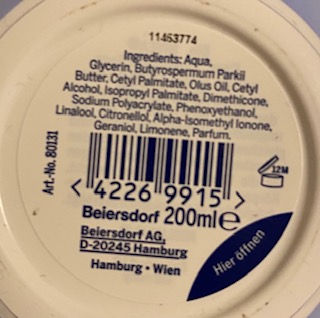 11453774
Ingredients: Aqua,
Glycerin, Butyrospermum Parkii
Butter, Cetyl Palmitate, Olus Oil, Cetyl
Alcohol, Isopropyl Palmitate, Dimethicone,
Sodium Polyacrylate, Phenoxyethanol,
Linalool, Citronellol, Alpha-Isomethyl Ionone,
Geraniol, Limonene, Parfum.
Art.-No. 80131
< 4226 9915 >
12M
Beiersdorf 200ml e
Beiersdorf AG,
D-20245 Hamburg
Hamburg • Wien
Hier öffnen